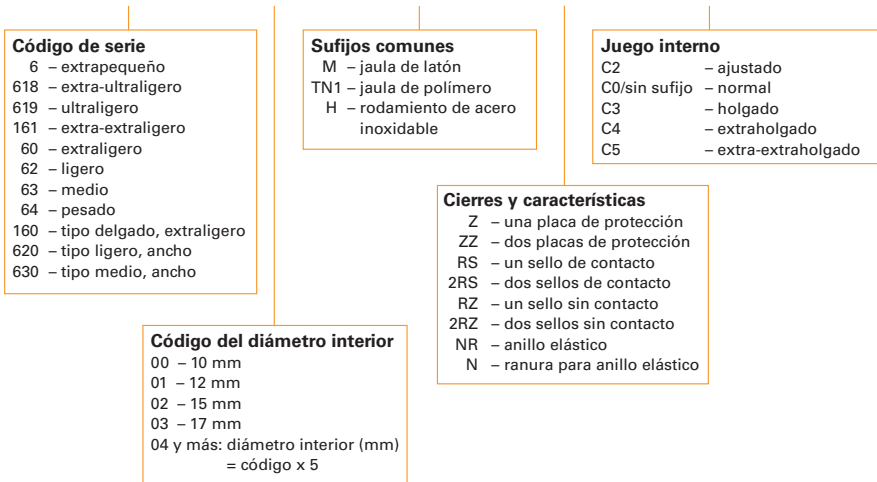 Código de serie
6 – extrapequeño
618 – extra-ultraligero
619 – ultraligero
161 – extra-extraligero
60 – extraligero
62 – ligero
63 – medio
64 – pesado
160 – tipo delgado, extraligero
620 – tipo ligero, ancho
630 – tipo medio, ancho
Sufijos comunes
M – jaula de latón
TN1 – jaula de polímero
H – rodamiento de acero
inoxidable
Juego interno
C2 – ajustado
C0/sin sufijo – normal
C3 – holgado
C4 – extraholgado
C5 – extra-extraholgado
Cierres y características
Z – una placa de protección
ZZ – dos placas de protección
RS – un sello de contacto
2RS – dos sellos de contacto
RZ – un sello sin contacto
2RZ – dos sellos sin contacto
NR – anillo elástico
N – ranura para anillo elástico
Código del diámetro interior
00 – 10 mm
01 – 12 mm
02 – 15 mm
03 – 17 mm
04 y más: diámetro interior (mm)
= código x 5